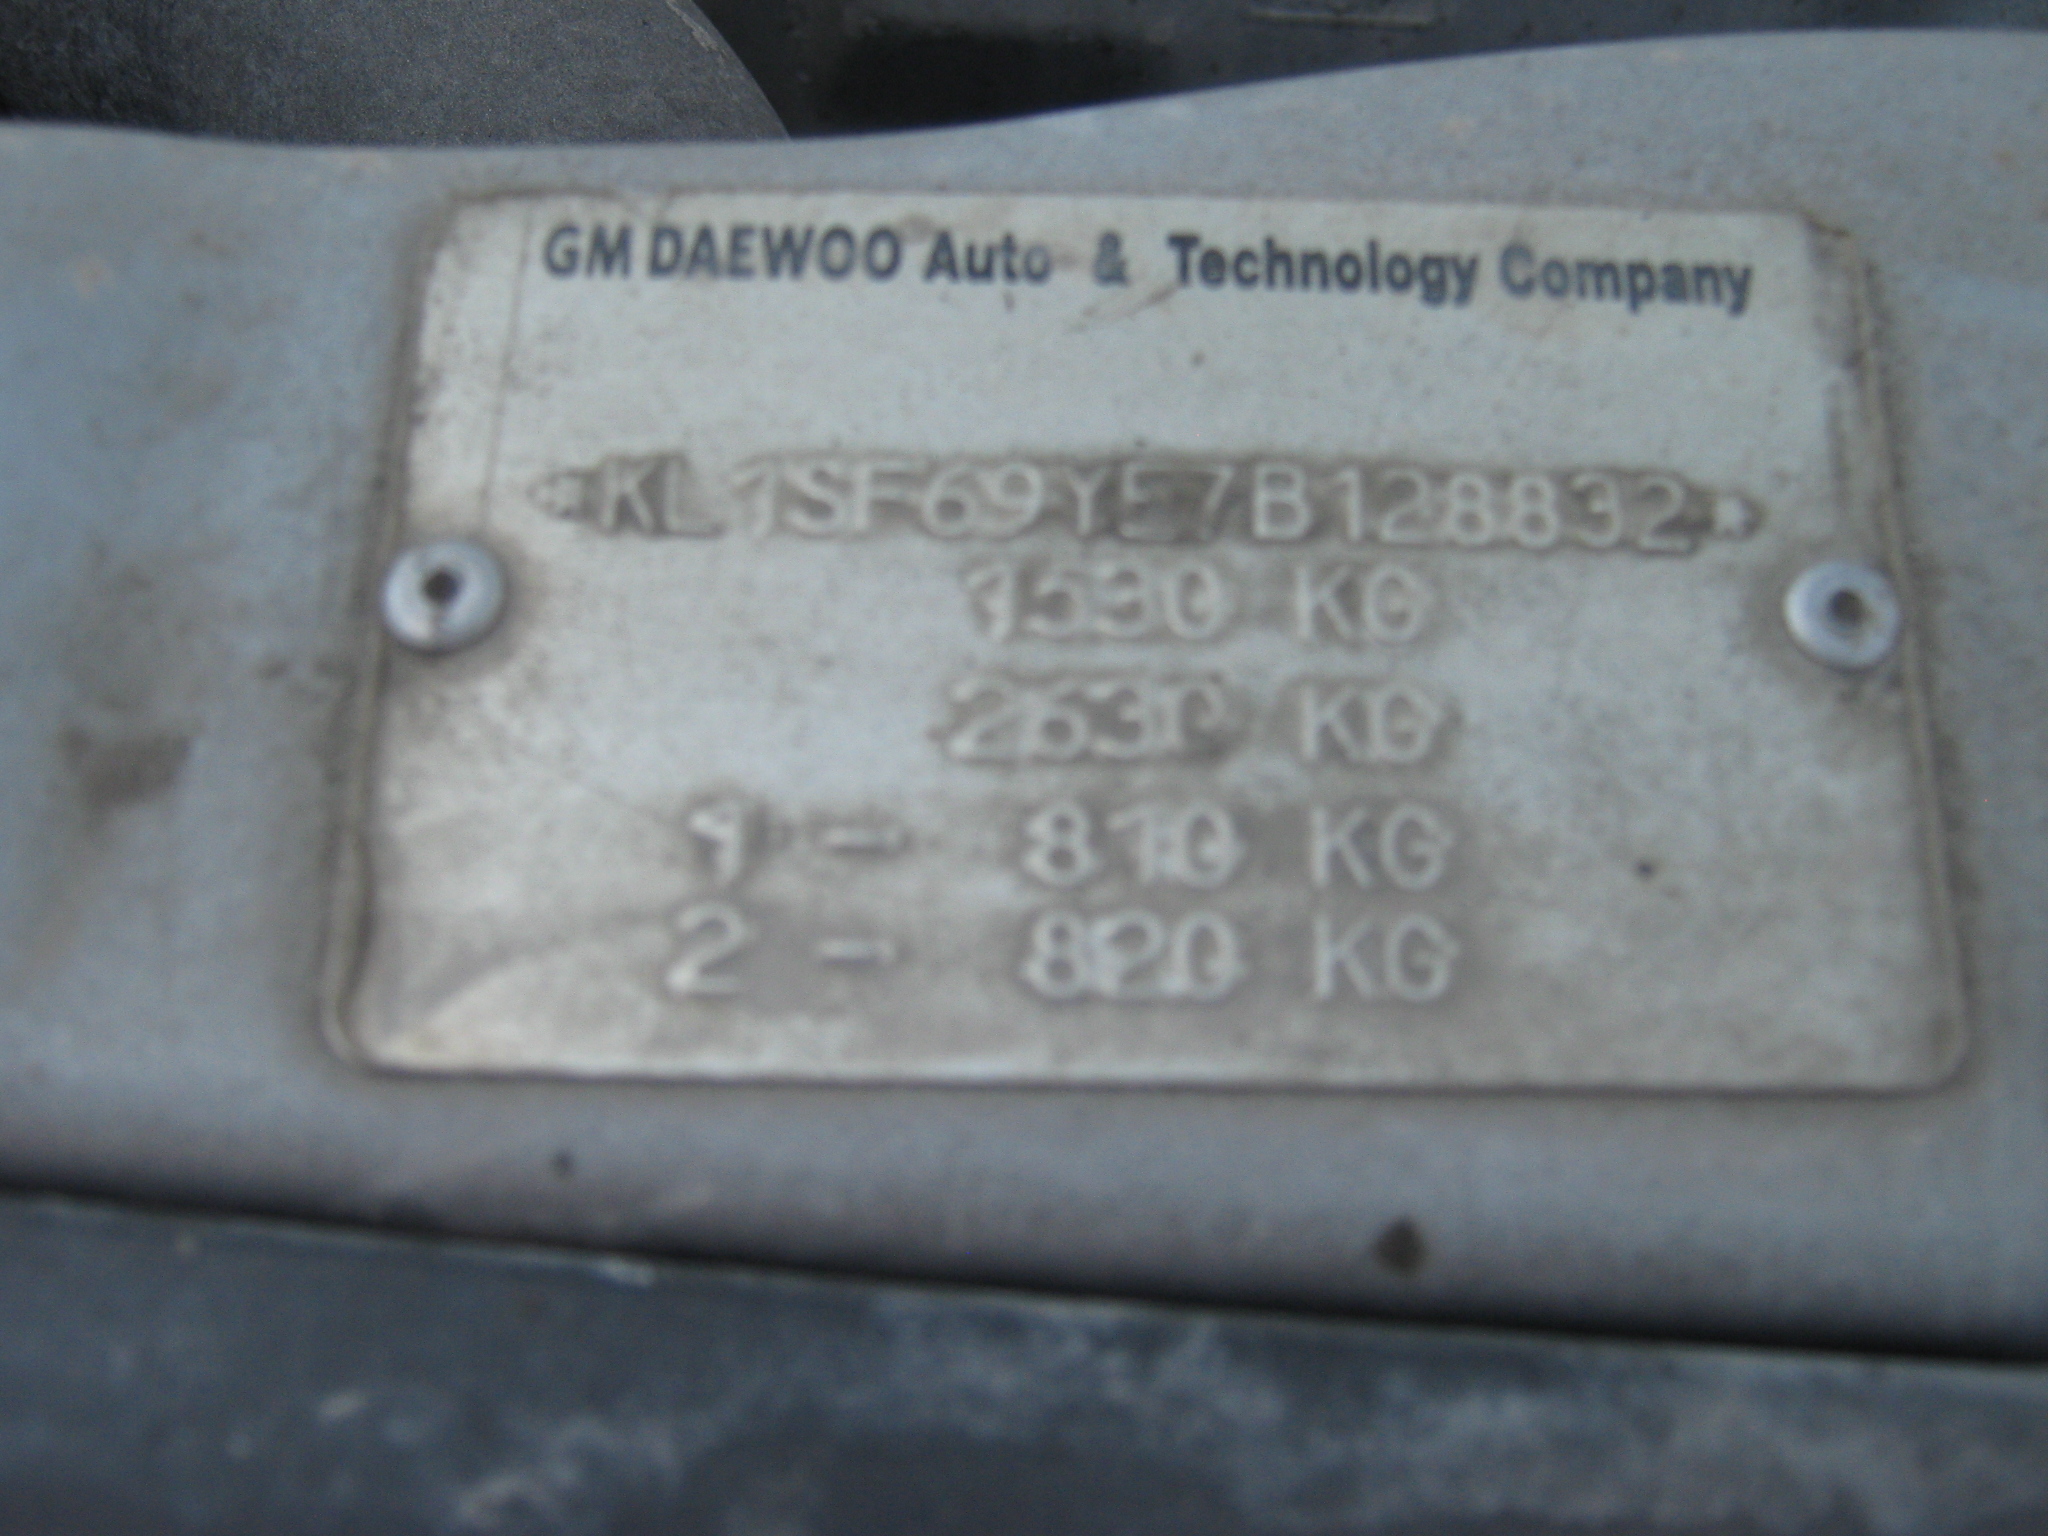 GM DAEWOO Auto & Technology Company
*KL1SF69YE7B128832*
1530 KG
2630 KG
1 - 810 KG
2 - 820 KG